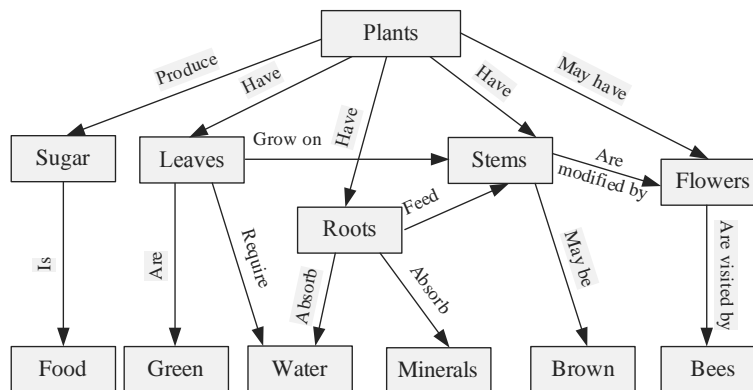 Plants
Produce
Have
Have
Have
May have
Sugar
Leaves
Grow on
Stems
Are
modified by
Flowers
Roots
Feed
Is
Are
Require
Absorb
Absorb
May be
Are visited by
Food
Green
Water
Minerals
Brown
Bees